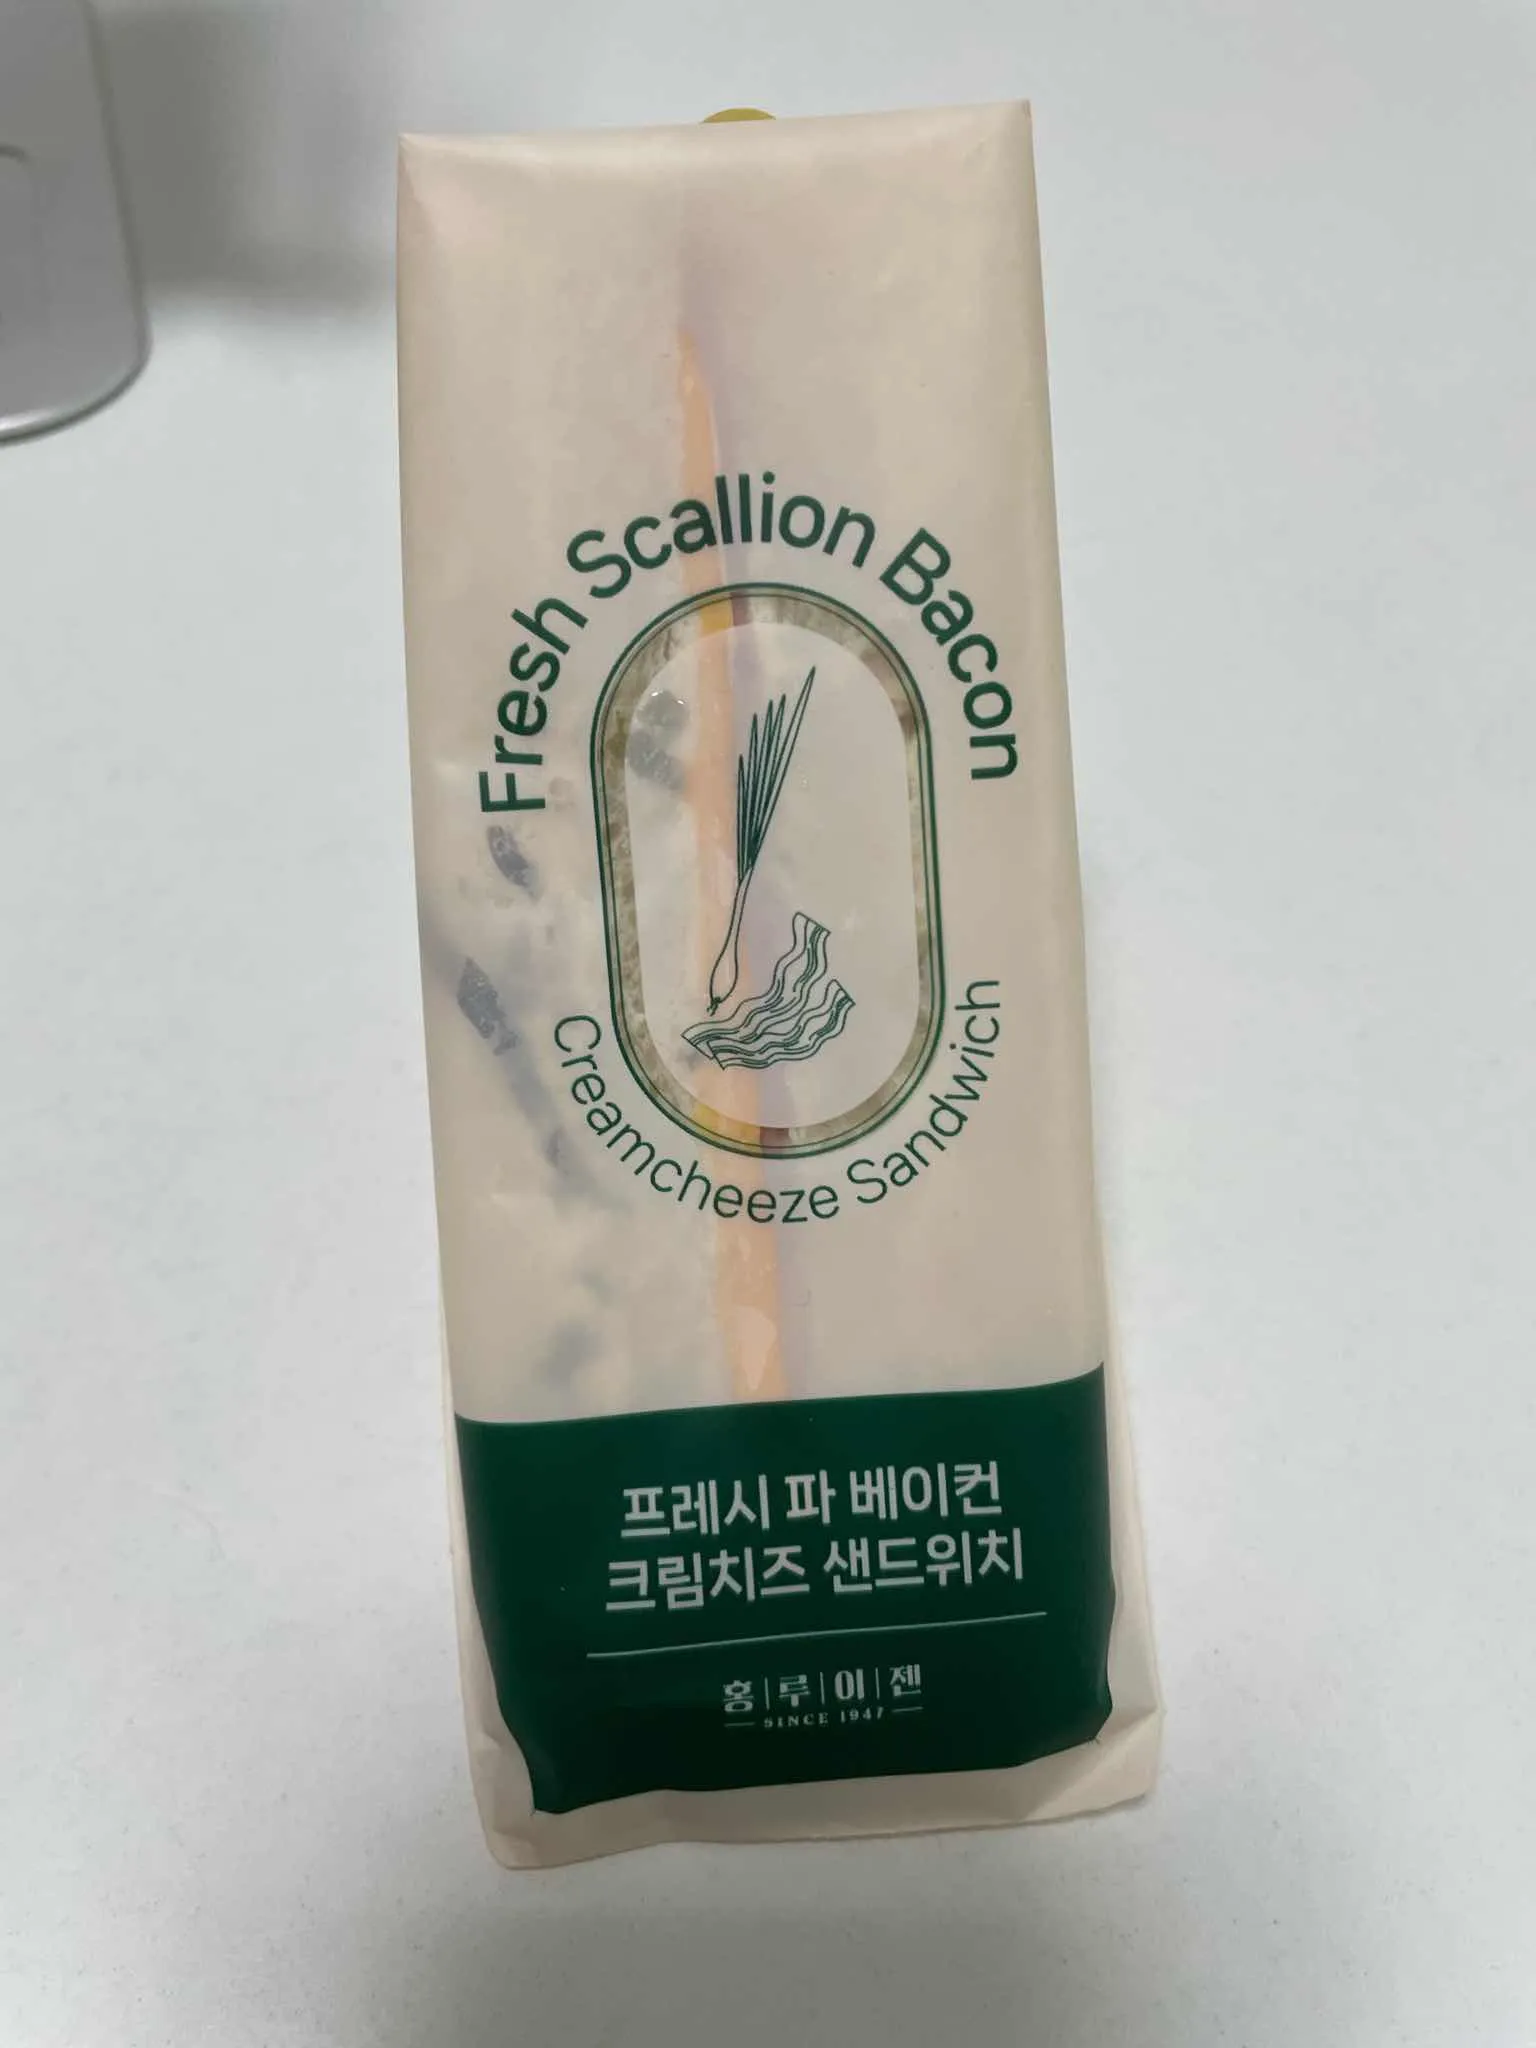 Fresh Scallion Bacon
Creamcheeze Sandwich
프레시 파 베이컨
크림치즈 샌드위치
홍|루|이|젠
SINCE 1947